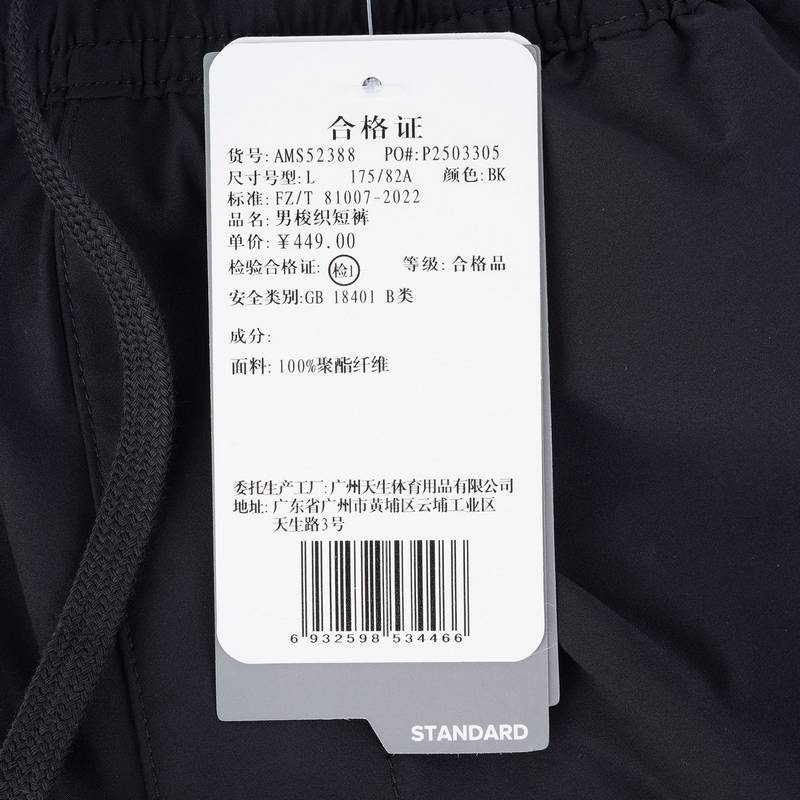 合格证
货号: AMS52388 PO#:P2503305
尺寸号型:L 175/82A 颜色:BK
标准: FZ/T 81007-2022
品名: 男梭织短裤
单价: ￥449.00
检验合格证: 检1 等级: 合格品
安全类别:GB 18401 B类
成分:
面料: 100%聚酯纤维
委托生产工厂:广州天生体育用品有限公司
地址: 广东省广州市黄埔区云埔工业区
天生路3号
6 932598 534466
STANDARD